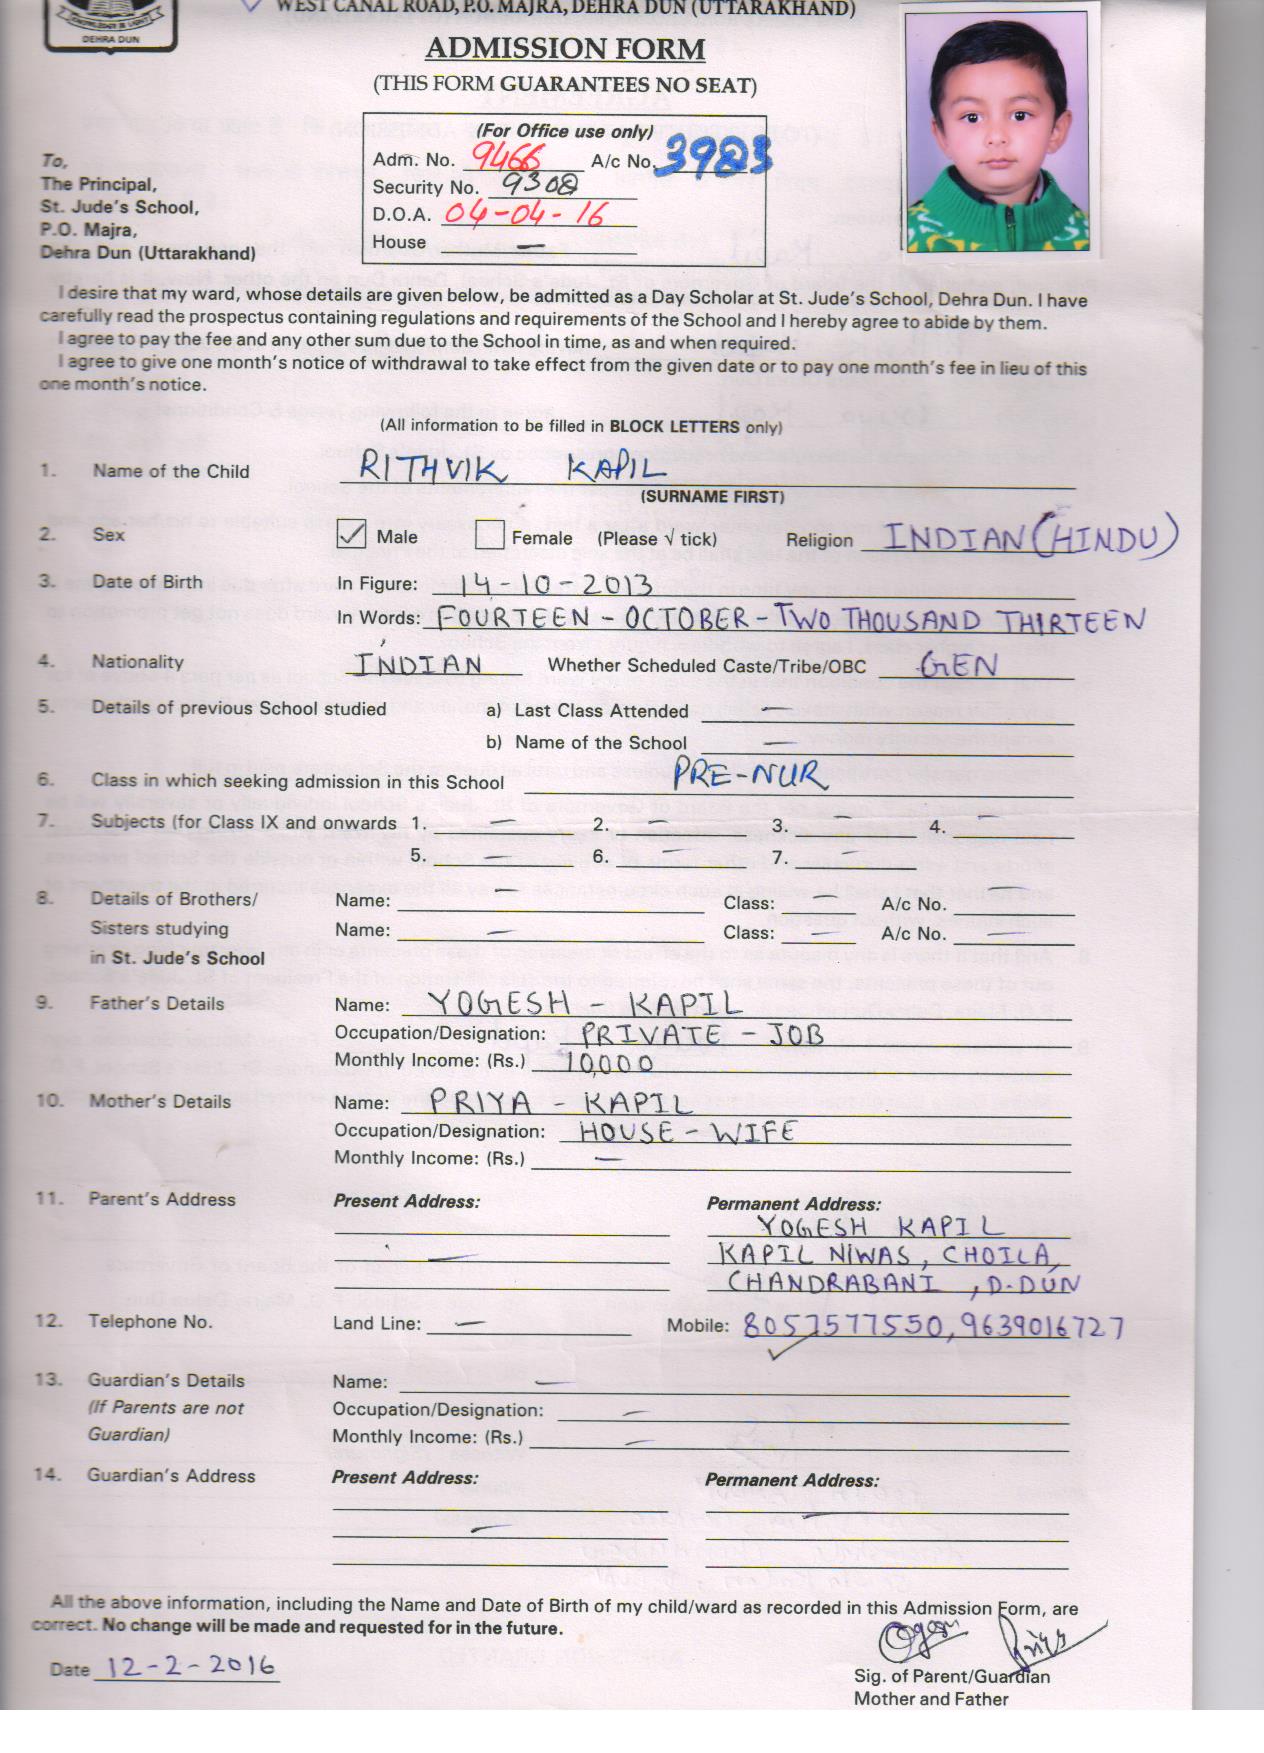 KNOWLEDGE IS LIGHT
DEHRA DUN
WEST CANAL ROAD, P.O. MAJRA, DEHRA DUN (UTTARAKHAND)
ADMISSION FORM
(THIS FORM GUARANTEES NO SEAT)
(For Office use only)
Adm. No. 9466 A/c No. 3983
Security No. 9308
D.O.A. 04-04-16
House —
To,
The Principal,
St. Jude's School,
P.O. Majra,
Dehra Dun (Uttarakhand)
I desire that my ward, whose details are given below, be admitted as a Day Scholar at St. Jude's School, Dehra Dun. I have
carefully read the prospectus containing regulations and requirements of the School and I hereby agree to abide by them.
I agree to pay the fee and any other sum due to the School in time, as and when required.
I agree to give one month's notice of withdrawal to take effect from the given date or to pay one month's fee in lieu of this
one month's notice.
(All information to be filled in BLOCK LETTERS only)
1. Name of the Child RITHVIK KAPIL
(SURNAME FIRST)
2. Sex ✓ Male Female (Please √ tick) Religion INDIAN (HINDU)
3. Date of Birth In Figure: 14-10-2013
In Words: FOURTEEN - OCTOBER - TWO THOUSAND THIRTEEN
4. Nationality INDIAN Whether Scheduled Caste/Tribe/OBC GEN
5. Details of previous School studied a) Last Class Attended —
b) Name of the School —
6. Class in which seeking admission in this School PRE-NUR
7. Subjects (for Class IX and onwards 1. — 2. — 3. — 4. —
5. — 6. — 7. —
8. Details of Brothers/ Name: — Class: — A/c No. —
Sisters studying Name: — Class: — A/c No. —
in St. Jude's School
9. Father's Details Name: YOGESH - KAPIL
Occupation/Designation: PRIVATE - JOB
Monthly Income: (Rs.) 10,000
10. Mother's Details Name: PRIYA - KAPIL
Occupation/Designation: HOUSE - WIFE
Monthly Income: (Rs.) —
11. Parent's Address Present Address: Permanent Address:
YOGESH KAPIL
— KAPIL NIWAS, CHOILA,
CHANDRABANI, D-DUN
12. Telephone No. Land Line: — Mobile: 8057577550, 9639016727
13. Guardian's Details Name: —
(If Parents are not Occupation/Designation: —
Guardian) Monthly Income: (Rs.) —
14. Guardian's Address Present Address: Permanent Address:
— —
All the above information, including the Name and Date of Birth of my child/ward as recorded in this Admission Form, are
correct. No change will be made and requested for in the future.
Date 12-2-2016
Sig. of Parent/Guardian
Mother and Father